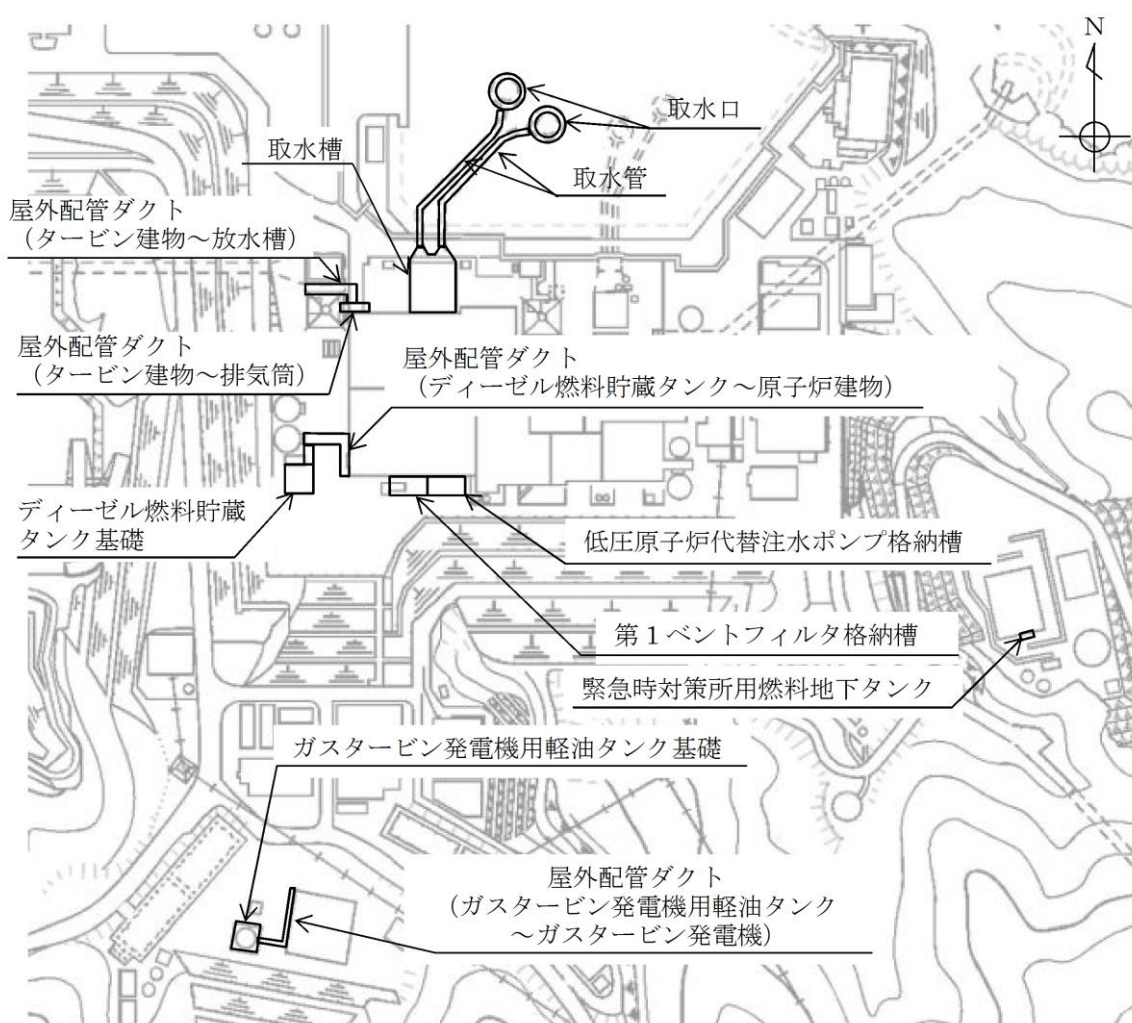 N
取水口
取水槽
取水管
屋外配管ダクト
（タービン建物～放水槽）
屋外配管ダクト
（タービン建物～排気筒）
屋外配管ダクト
（ディーゼル燃料貯蔵タンク～原子炉建物）
ディーゼル燃料貯蔵
タンク基礎
低圧原子炉代替注水ポンプ格納槽
第１ベントフィルタ格納槽
緊急時対策所用燃料地下タンク
ガスタービン発電機用軽油タンク基礎
屋外配管ダクト
（ガスタービン発電機用軽油タンク
～ガスタービン発電機）